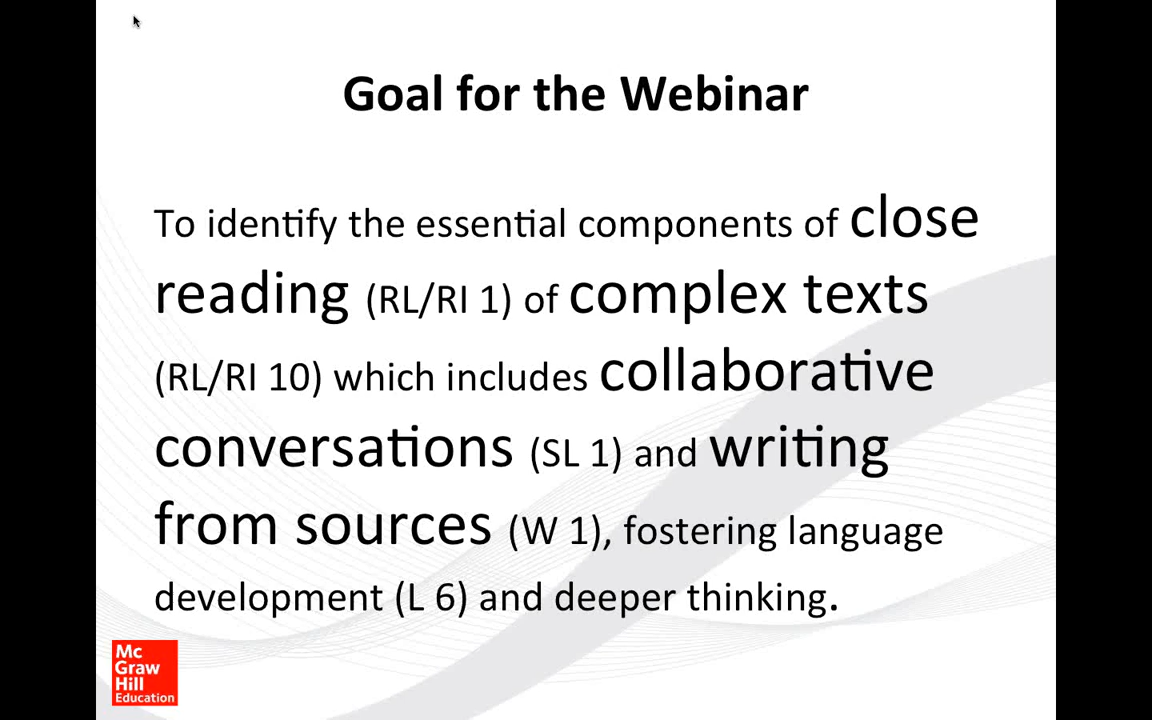 Goal for the Webinar
To identify the essential components of close
reading (RL/RI 1) of complex texts
(RL/RI 10) which includes collaborative
conversations (SL 1) and writing
from sources (W 1), fostering language
development (L 6) and deeper thinking.
Mc
Graw
Hill
Education